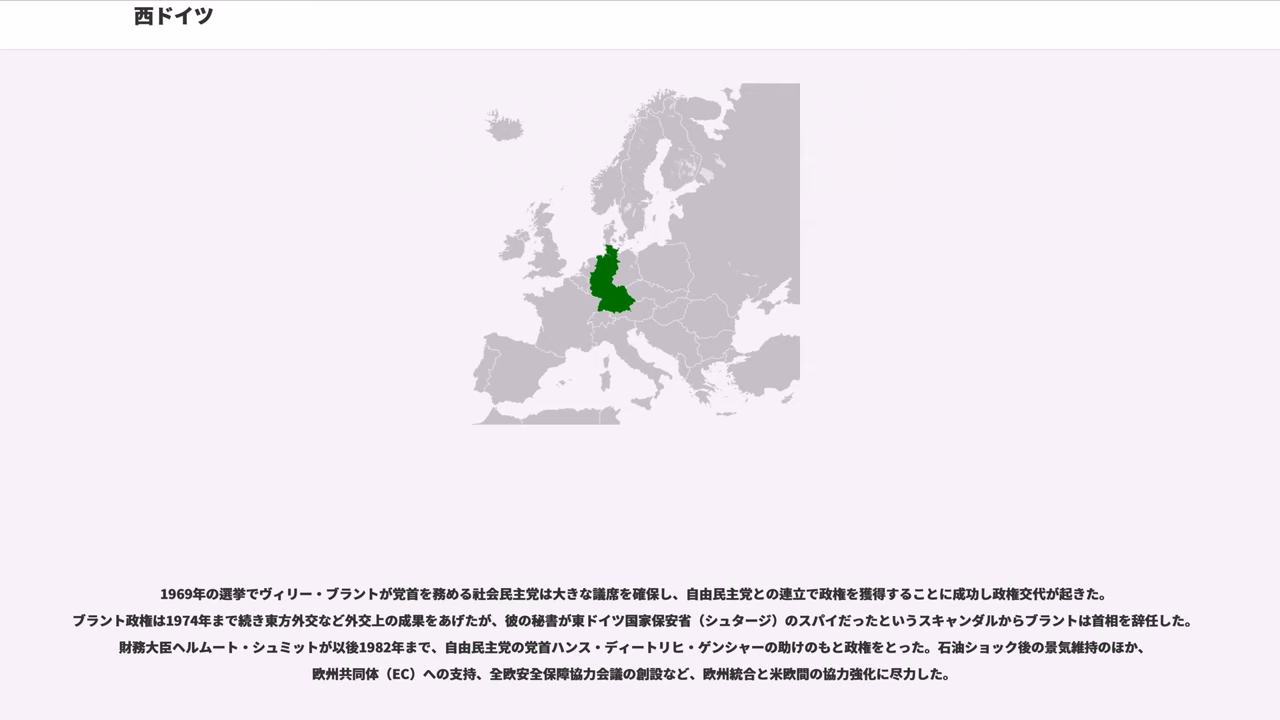 西ドイツ
1969年の選挙でヴィリー・ブラントが党首を務める社会民主党は大きな議席を確保し、自由民主党との連立で政権を獲得することに成功し政権交代が起きた。
ブラント政権は1974年まで続き東方外交など外交上の成果をあげたが、彼の秘書が東ドイツ国家保安省（シュタージ）のスパイだったというスキャンダルからブラントは首相を辞任した。
財務大臣ヘルムート・シュミットが以後1982年まで、自由民主党の党首ハンス・ディートリヒ・ゲンシャーの助けのもと政権をとった。石油ショック後の景気維持のほか、
欧州共同体（EC）への支持、全欧安全保障協力会議の創設など、欧州統合と米欧間の協力強化に尽力した。